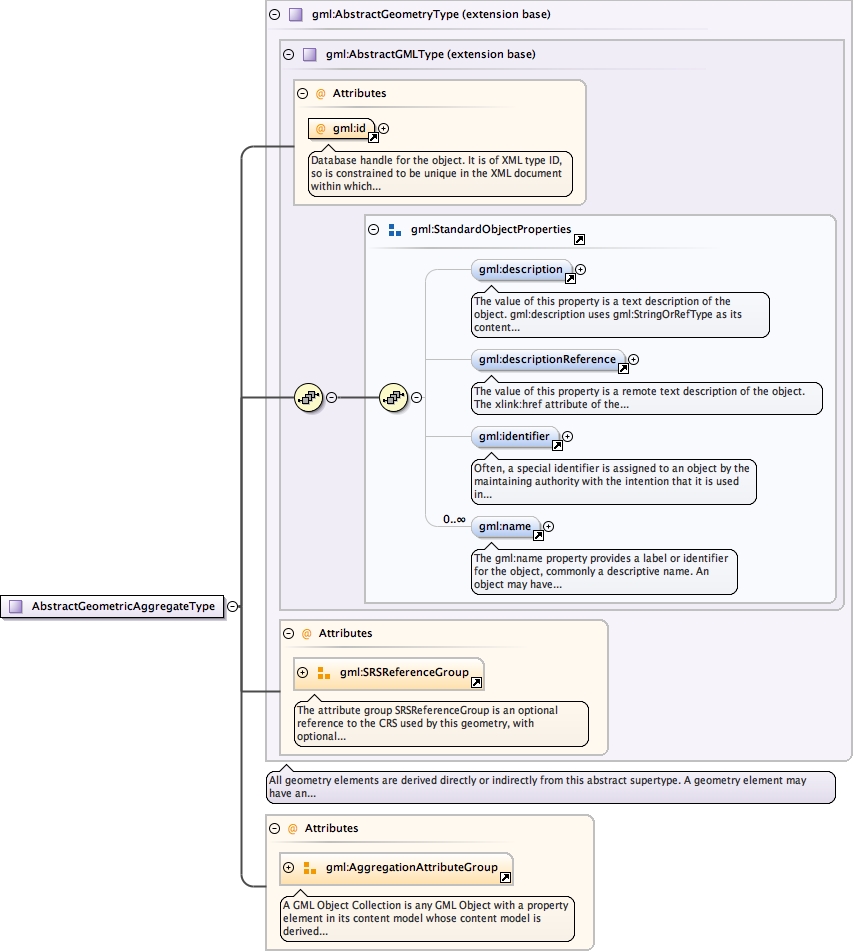 gml:AbstractGeometryType (extension base)
gml:AbstractGMLType (extension base)
@ Attributes
@ gml:id
Database handle for the object. It is of XML type ID,
so is constrained to be unique in the XML document
within which...
gml:StandardObjectProperties
gml:description
The value of this property is a text description of the
object. gml:description uses gml:StringOrRefType as its
content...
gml:descriptionReference
The value of this property is a remote text description of the object.
The xlink:href attribute of the...
gml:identifier
Often, a special identifier is assigned to an object by the
maintaining authority with the intention that it is used
in...
0..∞
gml:name
The gml:name property provides a label or identifier
for the object, commonly a descriptive name. An
object may have...
AbstractGeometricAggregateType
@ Attributes
gml:SRSReferenceGroup
The attribute group SRSReferenceGroup is an optional
reference to the CRS used by this geometry, with
optional...
All geometry elements are derived directly or indirectly from this abstract supertype. A geometry element may
have an...
@ Attributes
gml:AggregationAttributeGroup
A GML Object Collection is any GML Object with a property
element in its content model whose content model is
derived...